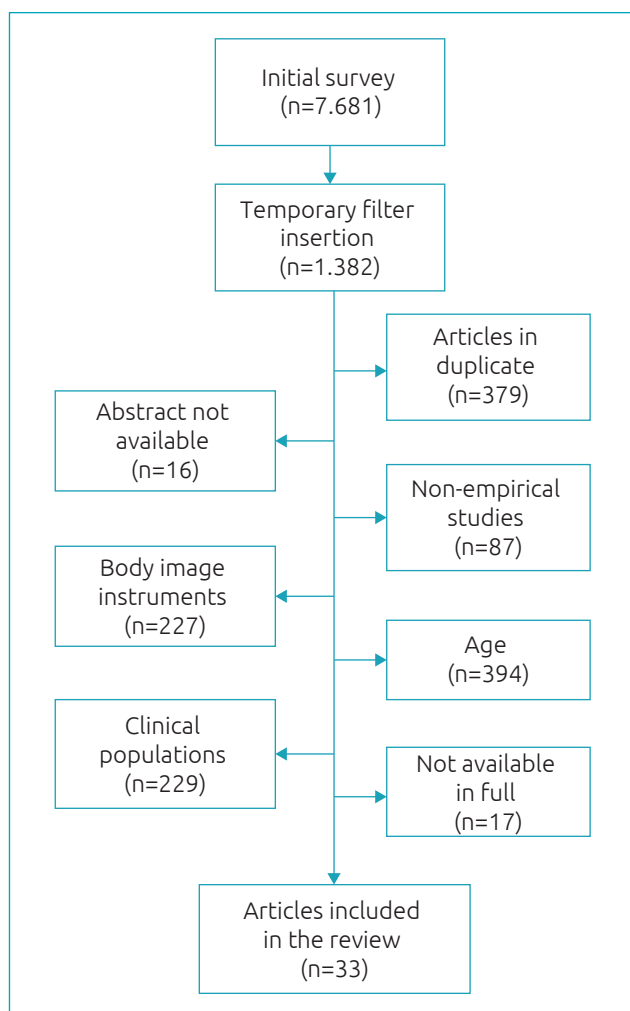 Initial survey
(n=7.681)
Temporary filter
insertion
(n=1.382)
Articles in
duplicate
(n=379)
Abstract not
available
(n=16)
Non-empirical
studies
(n=87)
Body image
instruments
(n=227)
Age
(n=394)
Clinical
populations
(n=229)
Not available
in full
(n=17)
Articles included
in the review
(n=33)